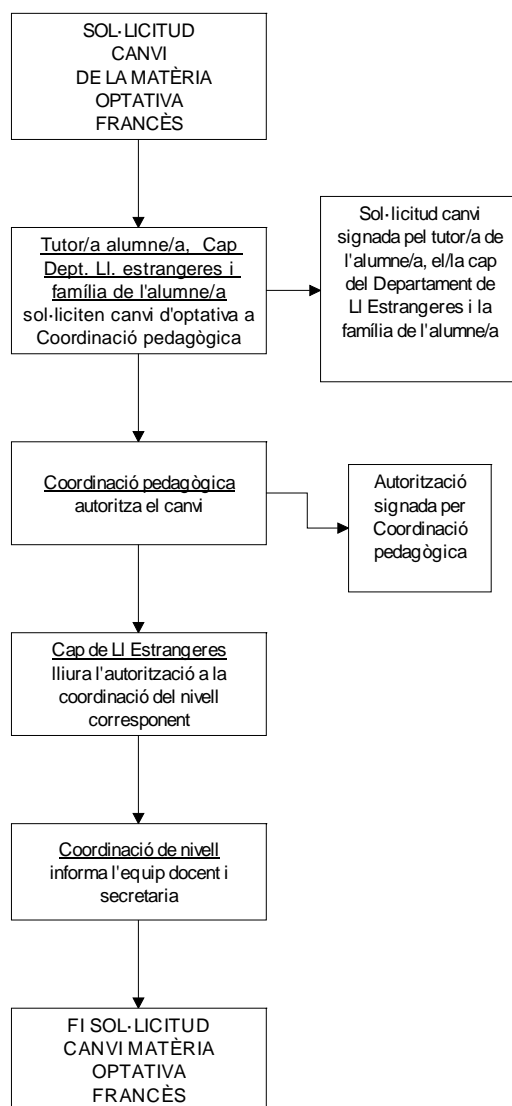 SOL·LICITUD
CANVI
DE LA MATÈRIA
OPTATIVA
FRANCÈS
Tutor/a alumne/a, Cap
Dept. Ll. estrangeres i
família de l'alumne/a
sol·liciten canvi d'optativa a
Coordinació pedagògica
Sol·licitud canvi
signada pel tutor/a de
l'alumne/a, el/la cap
del Departament de
Ll Estrangeres i la
família de l'alumne/a
Coordinació pedagògica
autoritza el canvi
Autorització
signada per
Coordinació
pedagògica
Cap de Ll Estrangeres
lliura l'autorització a la
coordinació del nivell
corresponent
Coordinació de nivell
informa l'equip docent i
secretaria
FI SOL·LICITUD
CANVI MATÈRIA
OPTATIVA
FRANCÈS